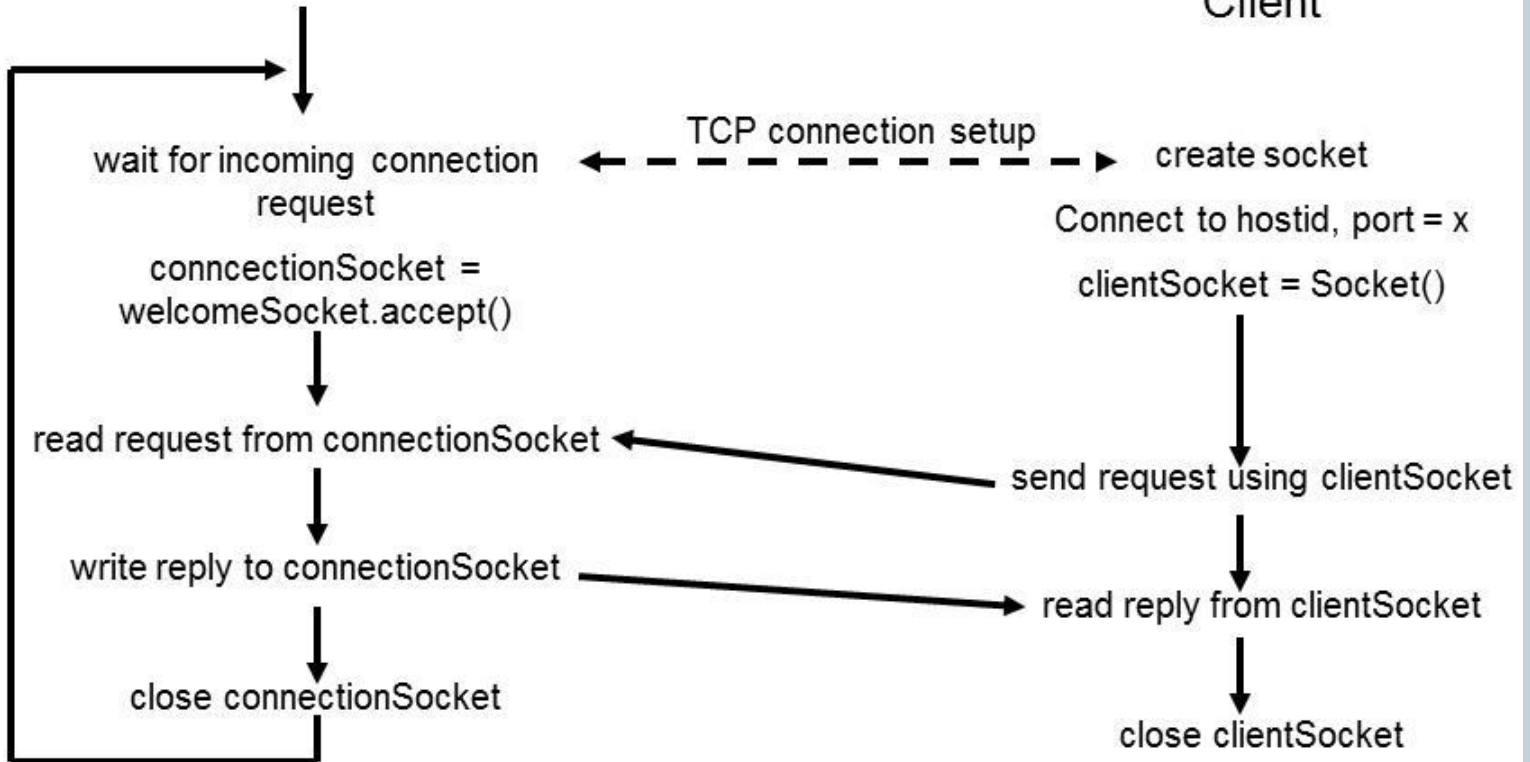 Client
TCP connection setup
wait for incoming connection
request
create socket
Connect to hostid, port = x
conncectionSocket =
welcomeSocket.accept()
clientSocket = Socket()
read request from connectionSocket
send request using clientSocket
write reply to connectionSocket
read reply from clientSocket
close connectionSocket
close clientSocket